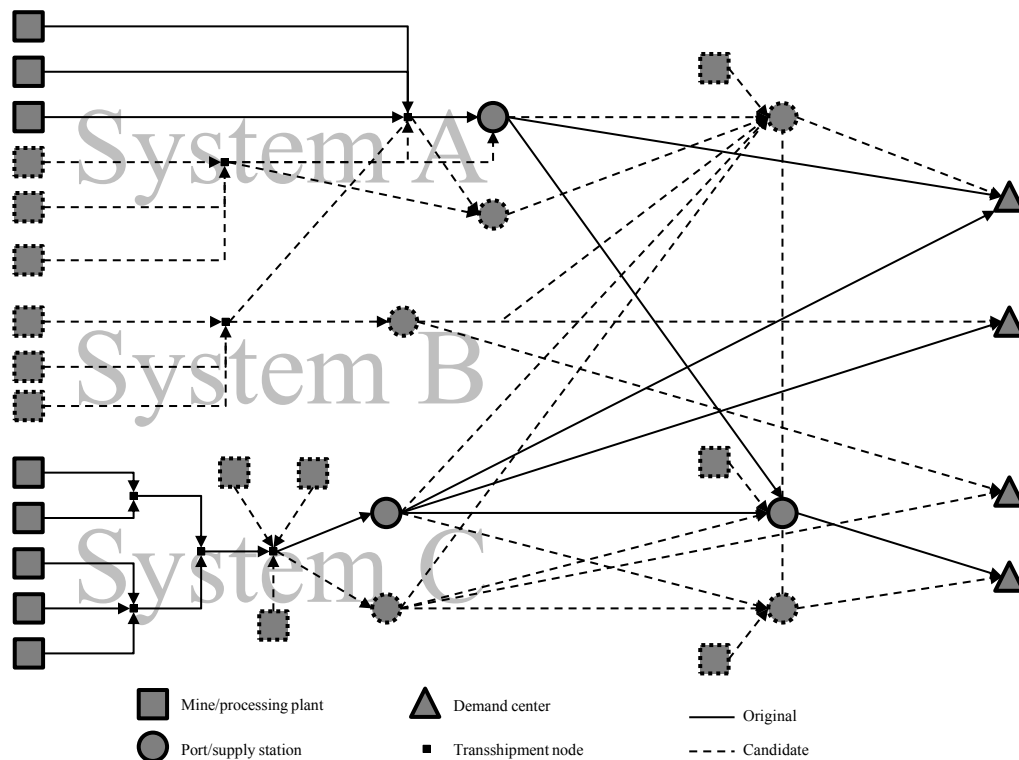 System A
System B
System C
Mine/processing plant
Demand center
Original
Port/supply station
Transshipment node
Candidate